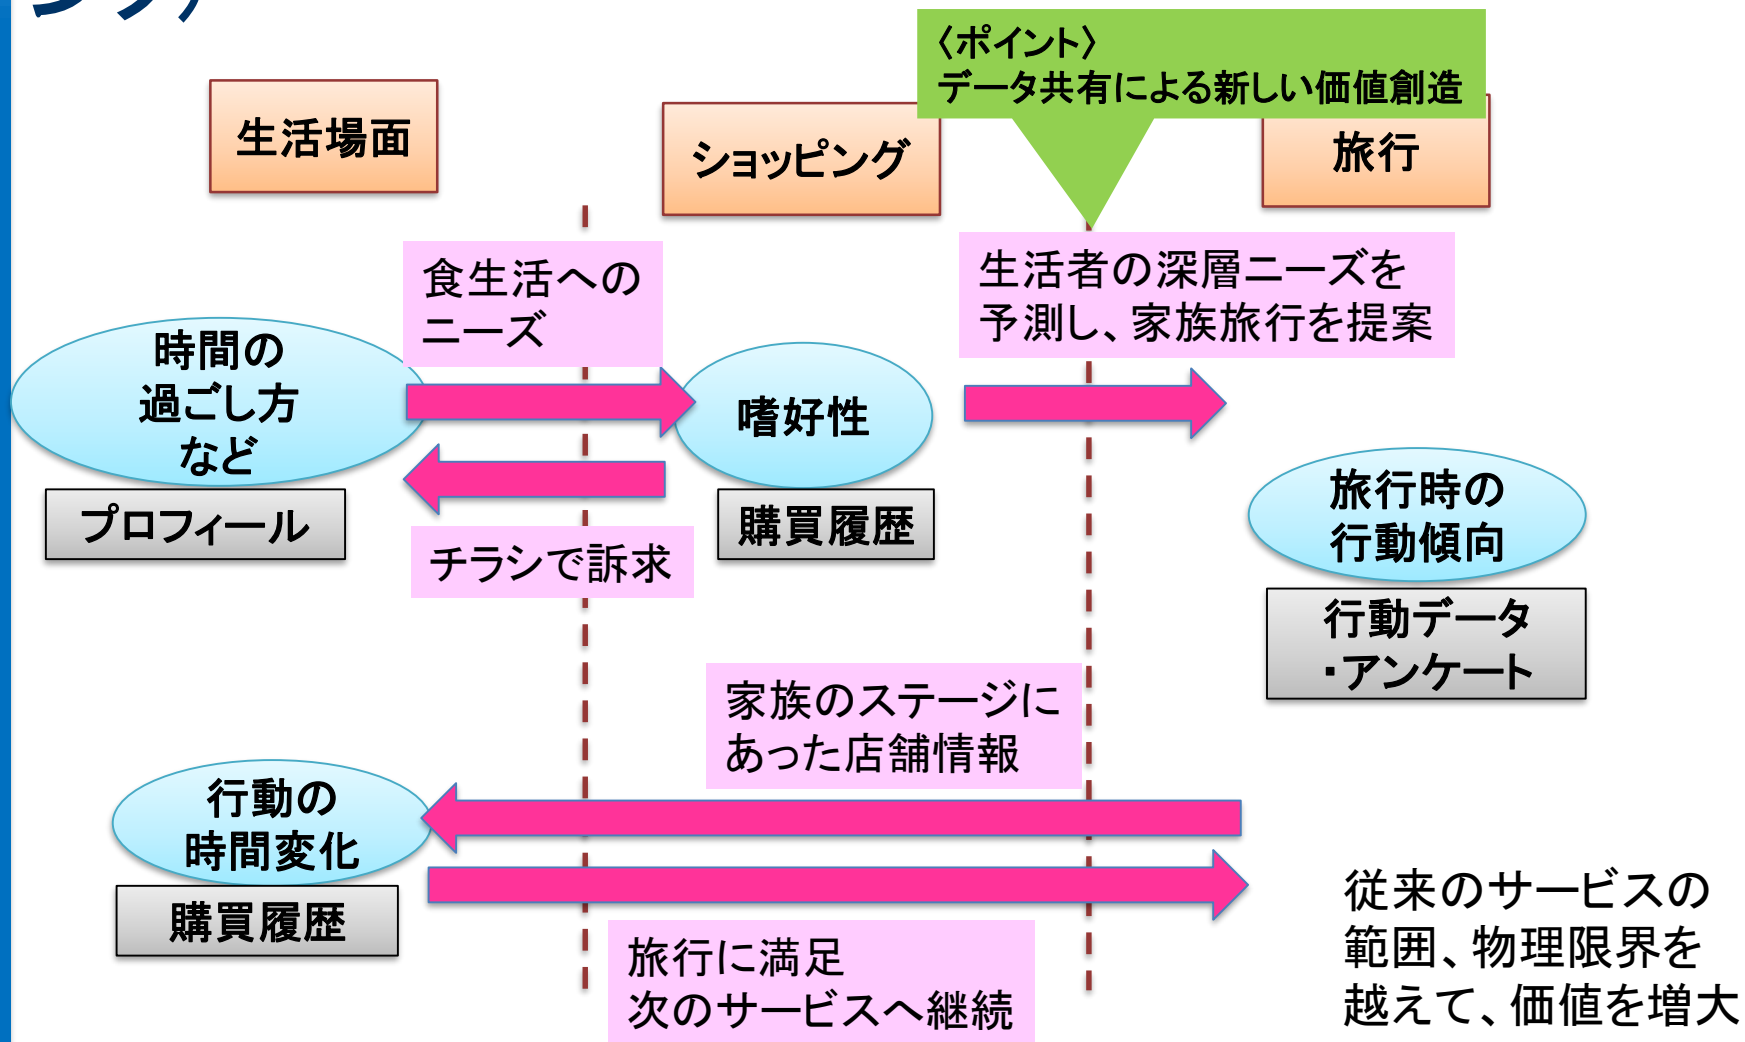 〈ポイント〉
データ共有による新しい価値創造
生活場面
ショッピング
旅行
食生活への
ニーズ
生活者の深層ニーズを
予測し、家族旅行を提案
時間の
過ごし方
など
プロフィール
嗜好性
購買履歴
チラシで訴求
旅行時の
行動傾向
行動データ
・アンケート
家族のステージに
あった店舗情報
行動の
時間変化
購買履歴
旅行に満足
次のサービスへ継続
従来のサービスの
範囲、物理限界を
越えて、価値を増大